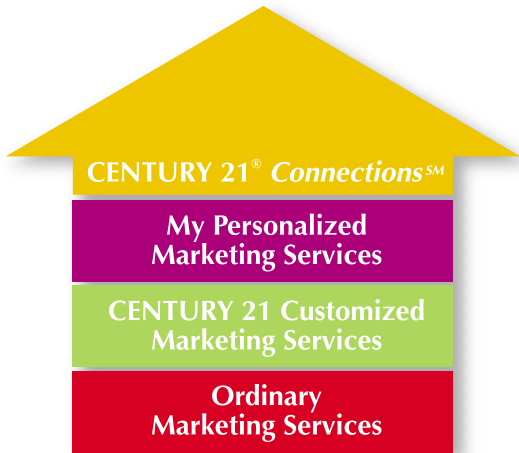 CENTURY 21® Connections℠
My Personalized
Marketing Services
CENTURY 21 Customized
Marketing Services
Ordinary
Marketing Services